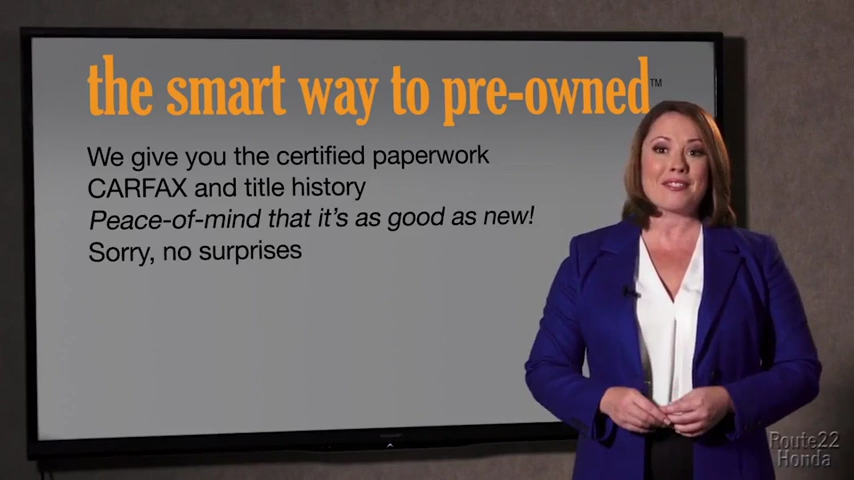 the smart way to pre-owned™
We give you the certified paperwork
CARFAX and title history
Peace-of-mind that it's as good as new!
Sorry, no surprises
Route22
Honda